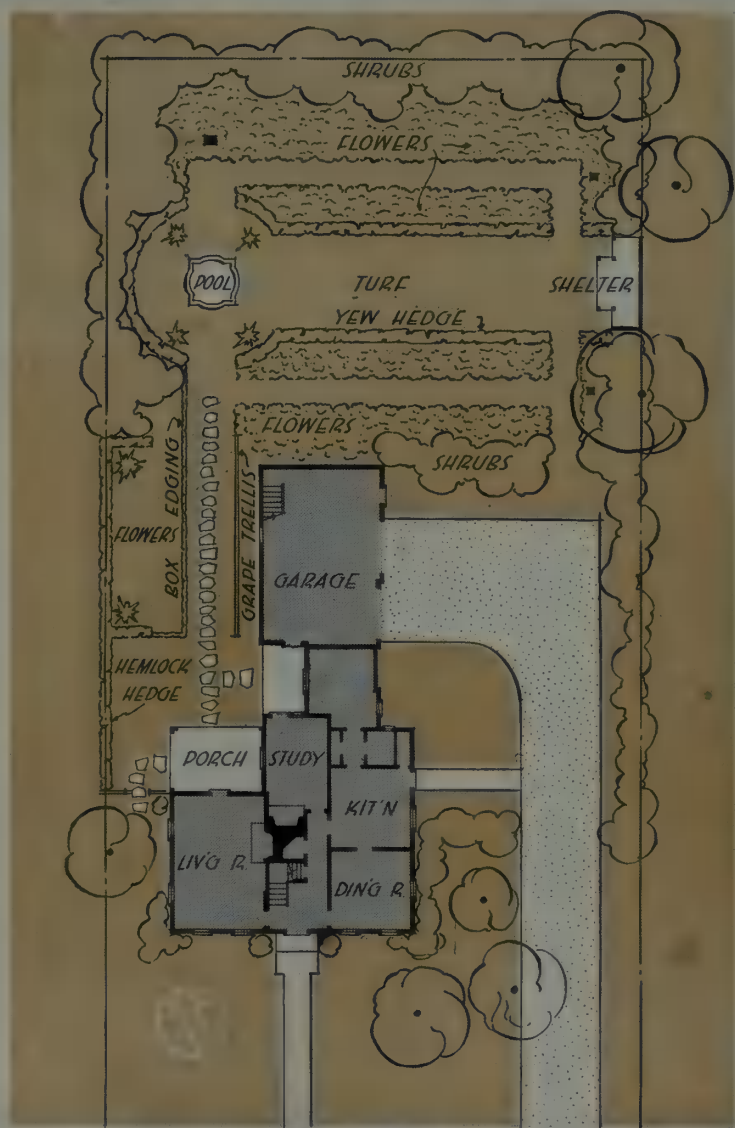 SHRUBS
FLOWERS
POOL
TURF
SHELTER
YEW HEDGE
FLOWERS
SHRUBS
BOX EDGING
GRAPE TRELLIS
FLOWERS
GARAGE
HEMLOCK
HEDGE
PORCH
STUDY
KIT'N
LIV'G R.
DIN'G R.